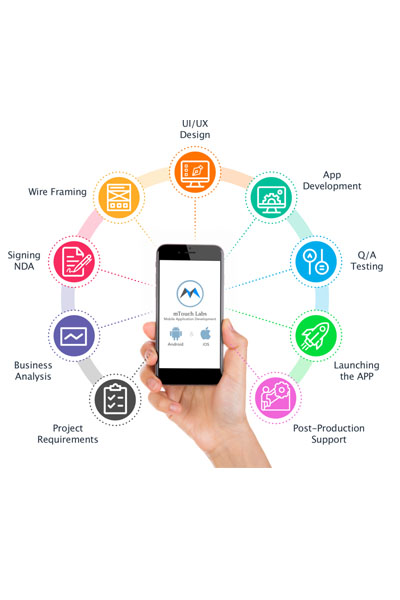 UI/UX
Design
Wire Framing
App
Development
Signing
NDA
Q/A
Testing
mTouch Labs
Mobile Application Development
Android
&
iOS
Business
Analysis
Launching
the APP
Project
Requirements
Post-Production
Support